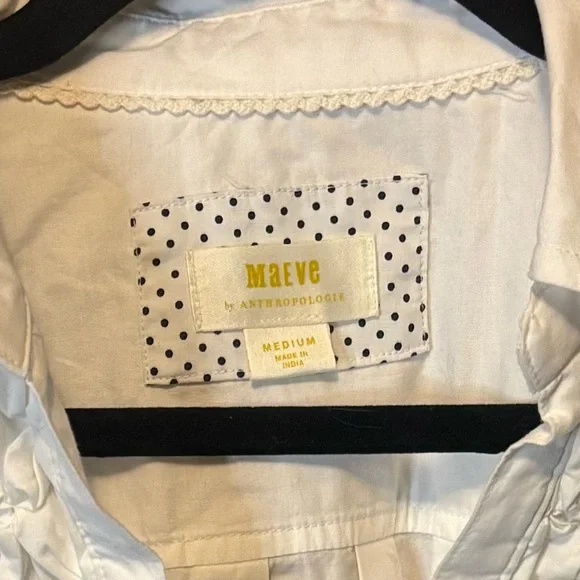 MaEve
by ANTHROPOLOGIE
MEDIUM
MADE IN
INDIA